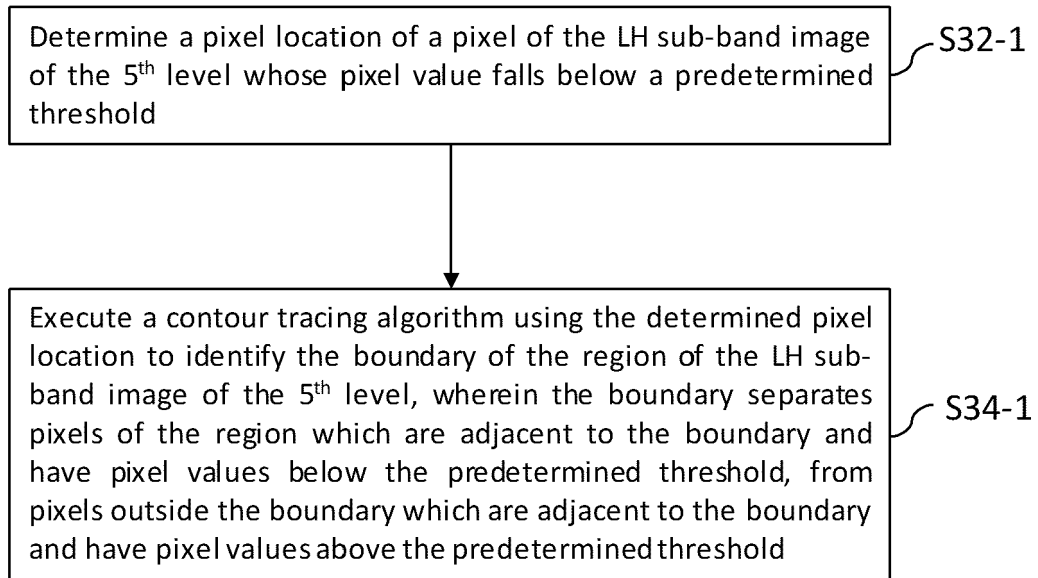 Determine a pixel location of a pixel of the LH sub-band image
of the 5th level whose pixel value falls below a predetermined
threshold
S32-1
Execute a contour tracing algorithm using the determined pixel
location to identify the boundary of the region of the LH sub-
band image of the 5th level, wherein the boundary separates
pixels of the region which are adjacent to the boundary and
have pixel values below the predetermined threshold, from
pixels outside the boundary which are adjacent to the boundary
and have pixel values above the predetermined threshold
S34-1